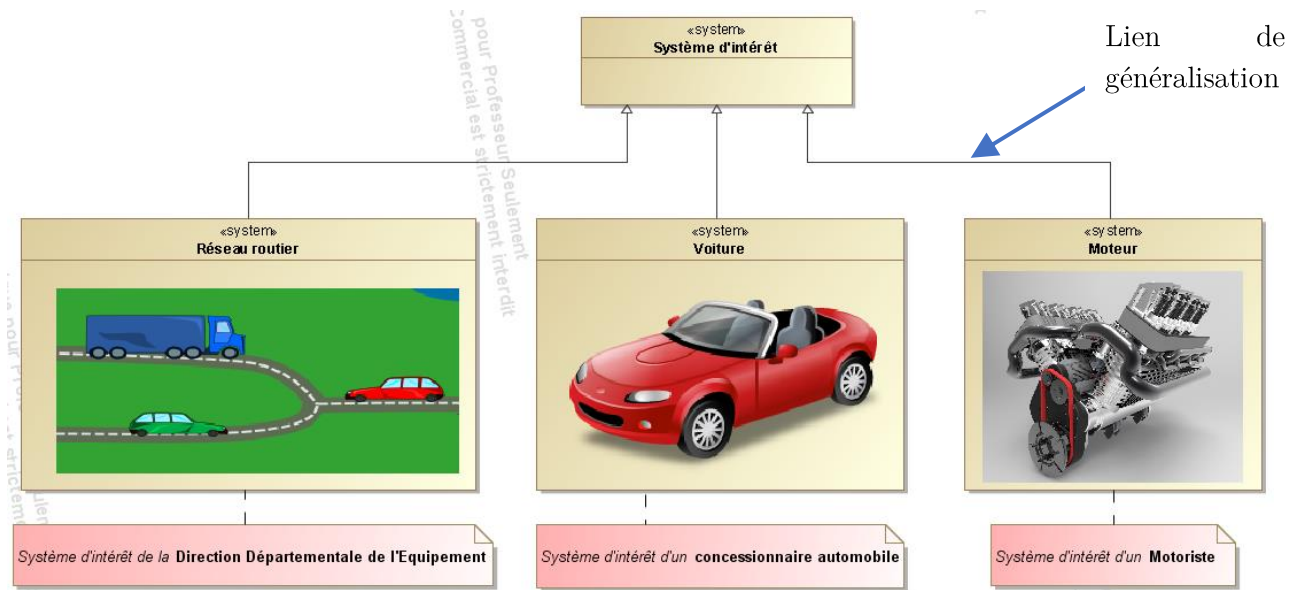 «system»
Système d'intérêt
Lien de
généralisation
pour Professeur Seulement
Commercial est strictement interdit
«system»
Réseau routier
«system»
Voiture
«system»
Moteur
Système d'intérêt de la Direction Départementale de l'Equipement
Système d'intérêt d'un concessionnaire automobile
Système d'intérêt d'un Motoriste